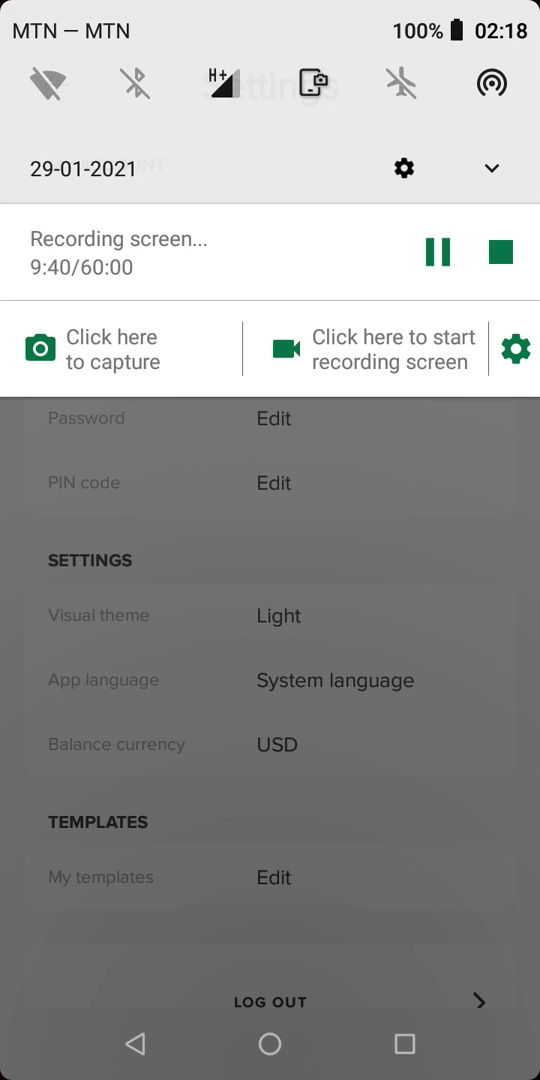 MTN — MTN
100% 02:18
H+
Settings
29-01-2021
Recording screen...
9:40/60:00
Click here
to capture
Click here to start
recording screen
Password Edit
PIN code Edit
SETTINGS
Visual theme Light
App language System language
Balance currency USD
TEMPLATES
My templates Edit
LOG OUT